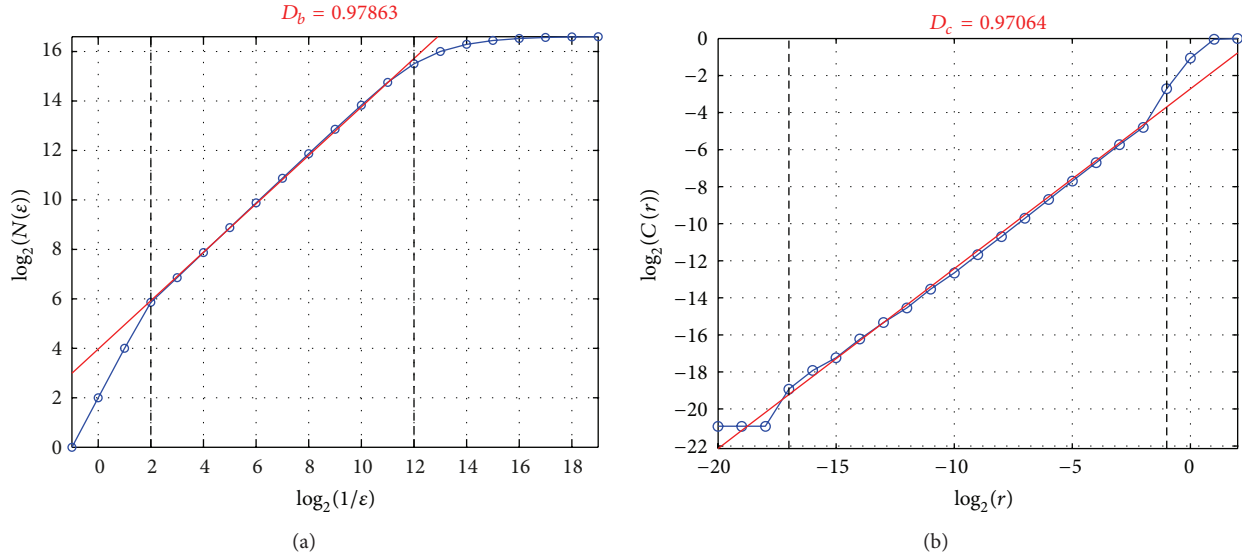 D_b = 0.97863
16
14
12
10
8
6
4
2
0
log₂(N(ε))
0 2 4 6 8 10 12 14 16 18
log₂(1/ε)
(a)
D_c = 0.97064
0
−2
−4
−6
−8
−10
−12
−14
−16
−18
−20
−22
log₂(C(r))
−20 −15 −10 −5 0
log₂(r)
(b)